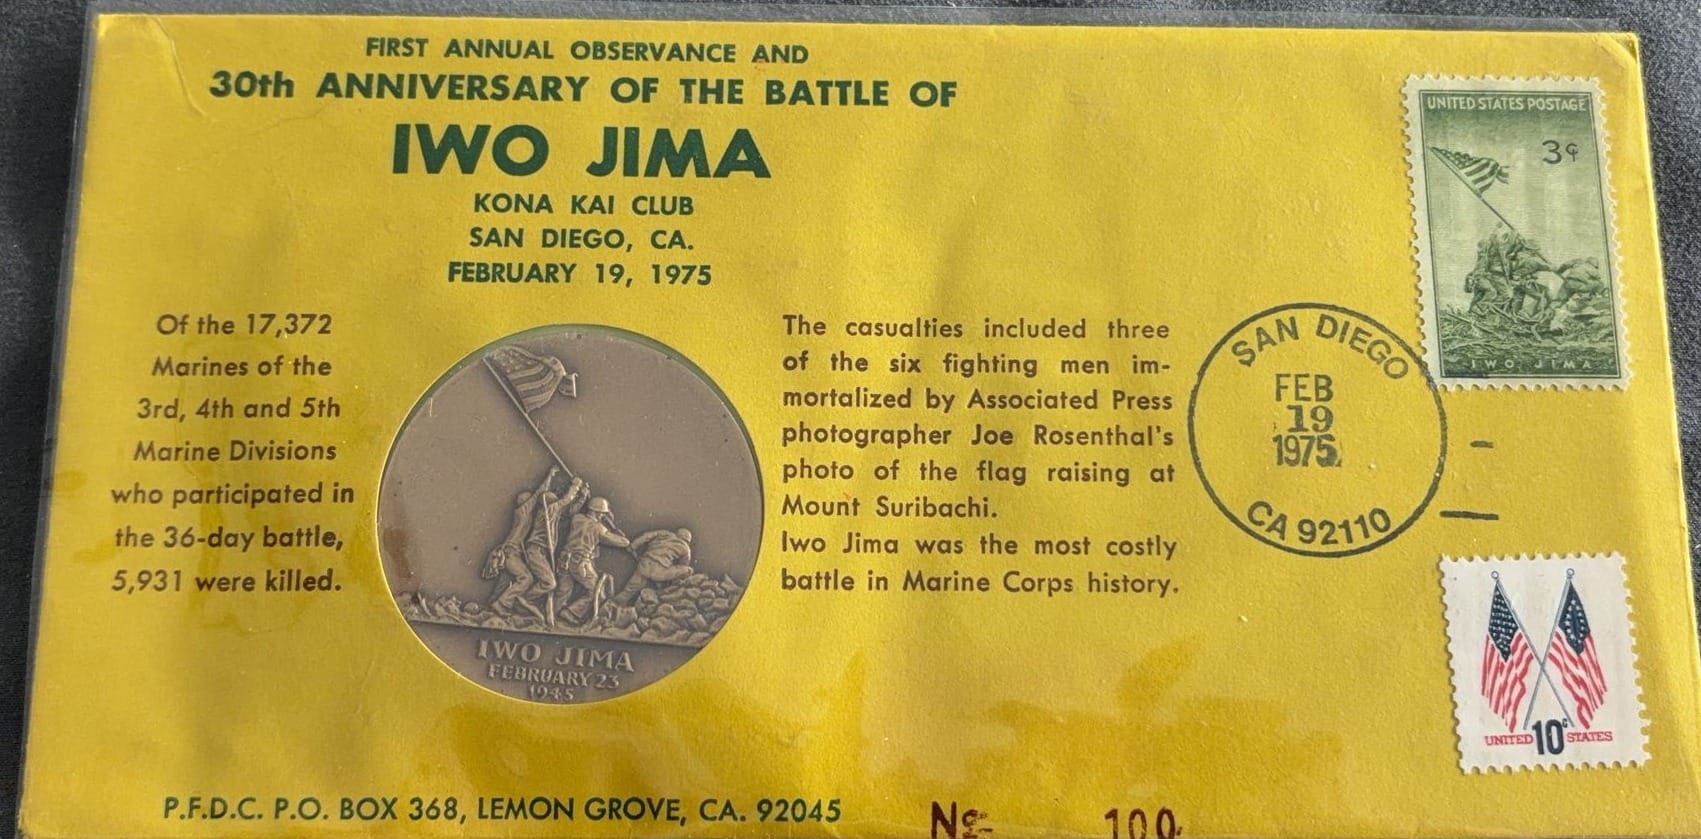 FIRST ANNUAL OBSERVANCE AND
30th ANNIVERSARY OF THE BATTLE OF
IWO JIMA
KONA KAI CLUB
SAN DIEGO, CA.
FEBRUARY 19, 1975
Of the 17,372
Marines of the
3rd, 4th and 5th
Marine Divisions
who participated in
the 36-day battle,
5,931 were killed.
IWO JIMA
FEBRUARY 23
1945
The casualties included three
of the six fighting men im-
mortalized by Associated Press
photographer Joe Rosenthal's
photo of the flag raising at
Mount Suribachi.
Iwo Jima was the most costly
battle in Marine Corps history.
SAN DIEGO
FEB
19
1975
CA 92110
UNITED STATES POSTAGE
3¢
IWO JIMA
UNITED 10c STATES
P.F.D.C. P.O. BOX 368, LEMON GROVE, CA. 92045
No 100